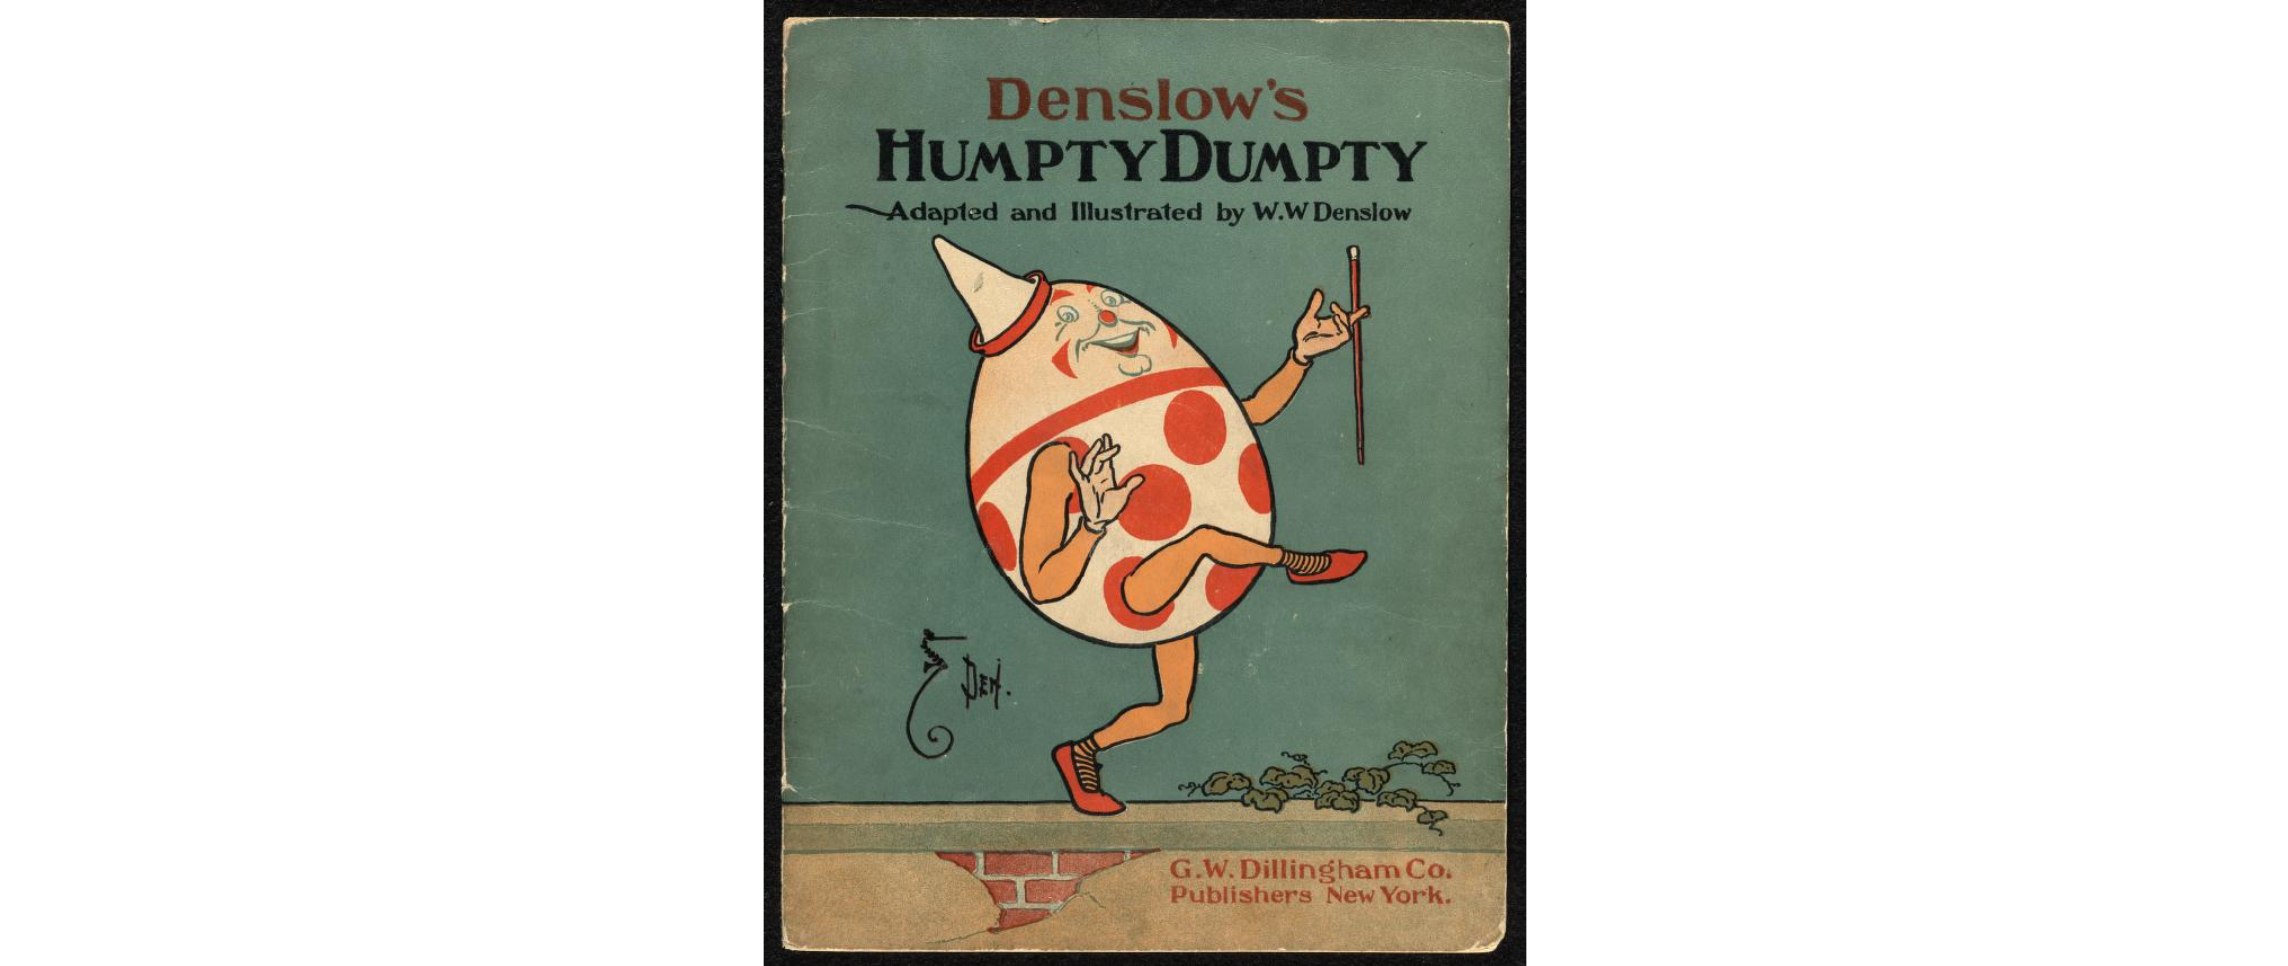 Denslow's
HUMPTY DUMPTY
Adapted and Illustrated by W.W Denslow
DEN.
G.W. Dillingham Co.
Publishers New York.